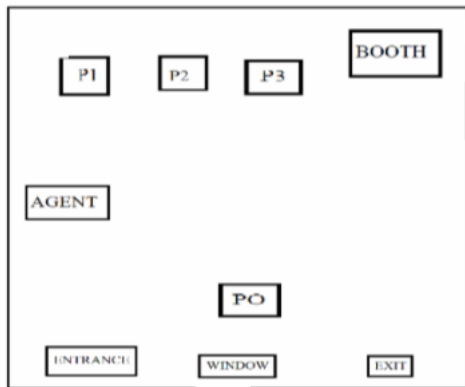 P1
P2
P3
BOOTH
AGENT
PO
ENTRANCE
WINDOW
EXIT